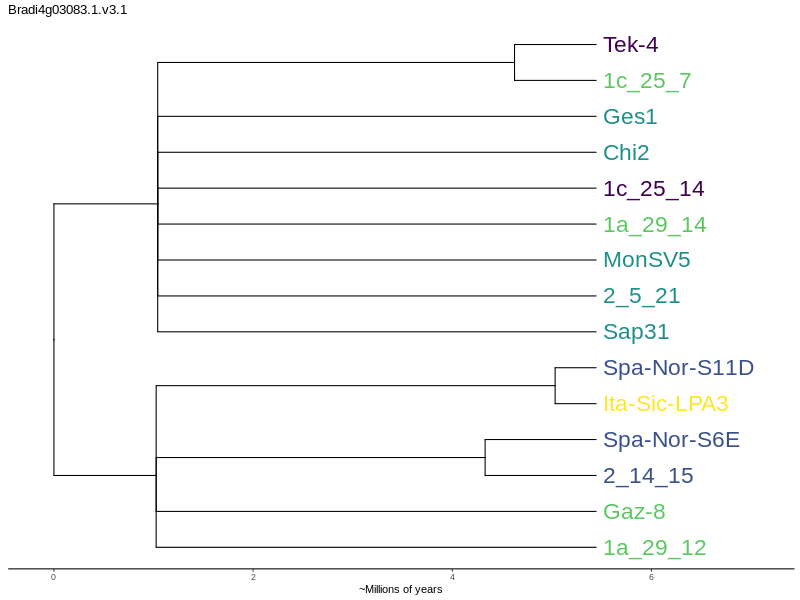 Bradi4g03083.1.v3.1
Tek-4
1c_25_7
Ges1
Chi2
1c_25_14
1a_29_14
MonSV5
2_5_21
Sap31
Spa-Nor-S11D
Ita-Sic-LPA3
Spa-Nor-S6E
2_14_15
Gaz-8
1a_29_12
0 2 4 6
~Millions of years